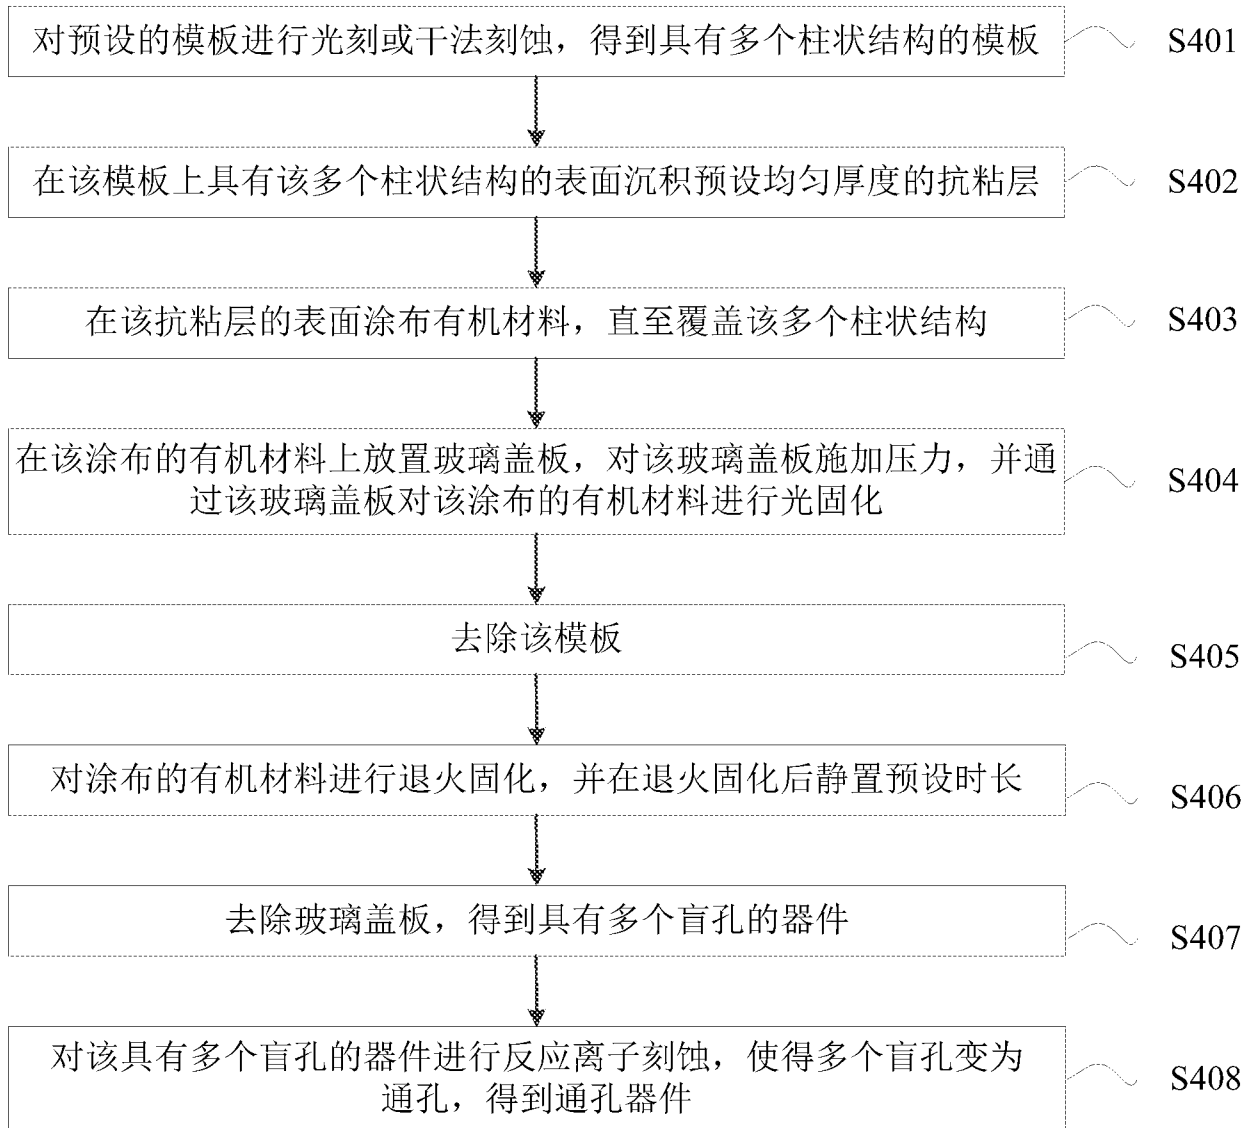 对预设的模板进行光刻或干法刻蚀，得到具有多个柱状结构的模板
S401
在该模板上具有该多个柱状结构的表面沉积预设均匀厚度的抗粘层
S402
在该抗粘层的表面涂布有机材料，直至覆盖该多个柱状结构
S403
在该涂布的有机材料上放置玻璃盖板，对该玻璃盖板施加压力，并通
过该玻璃盖板对该涂布的有机材料进行光固化
S404
去除该模板
S405
对涂布的有机材料进行退火固化，并在退火固化后静置预设时长
S406
去除玻璃盖板，得到具有多个盲孔的器件
S407
对该具有多个盲孔的器件进行反应离子刻蚀，使得多个盲孔变为
通孔，得到通孔器件
S408